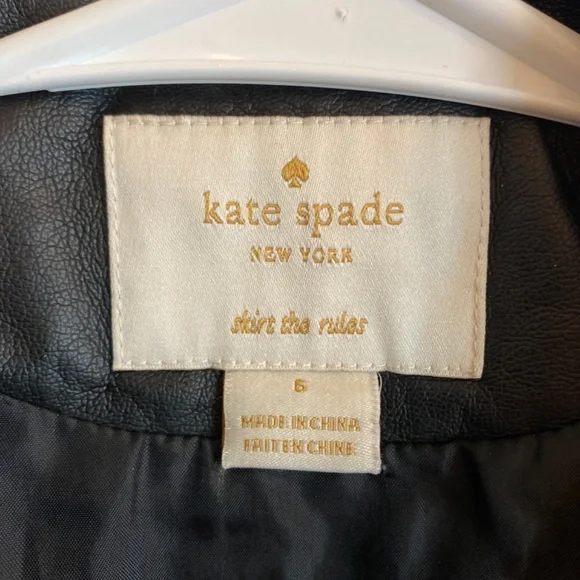 kate spade
NEW YORK
skirt the rules
6
MADE IN CHINA
FAIT EN CHINE